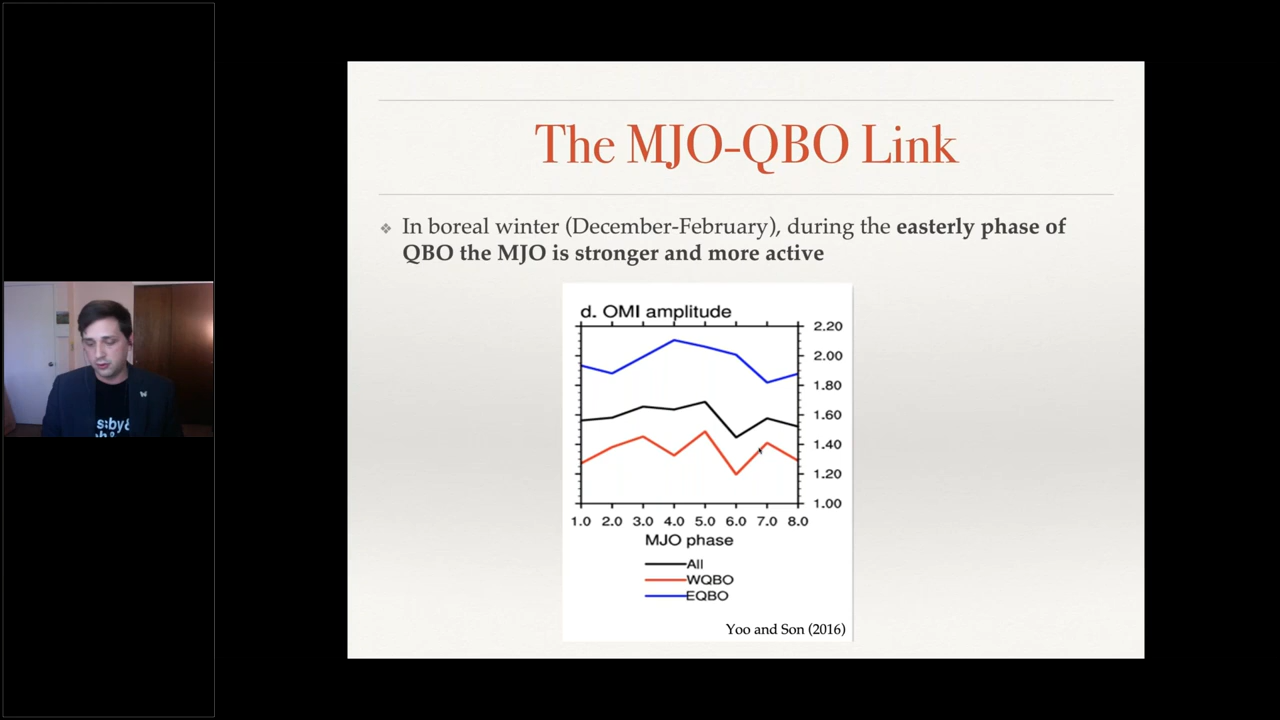 The MJO-QBO Link
❖ In boreal winter (December-February), during the easterly phase of
QBO the MJO is stronger and more active
d. OMI amplitude
2.20
2.00
1.80
1.60
1.40
1.20
1.00
1.0 2.0 3.0 4.0 5.0 6.0 7.0 8.0
MJO phase
All
WQBO
EQBO
Yoo and Son (2016)
s:by&